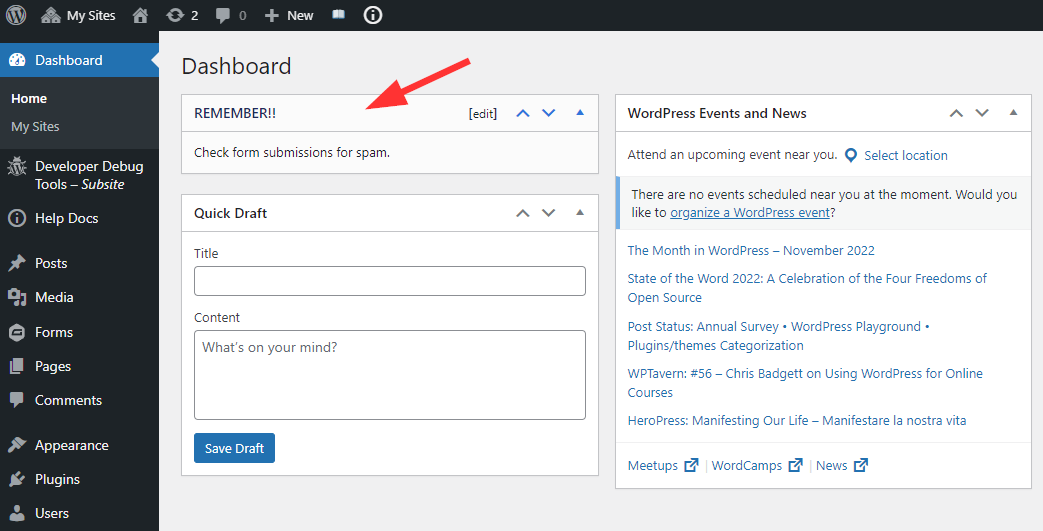 My Sites
2
0
New
Dashboard
Home
My Sites
Developer Debug
Tools – Subsite
Help Docs
Posts
Media
Forms
Pages
Comments
Appearance
Plugins
Users
Dashboard
REMEMBER!! [edit]
Check form submissions for spam.
Quick Draft
Title
Content
What's on your mind?
Save Draft
WordPress Events and News
Attend an upcoming event near you. Select location
There are no events scheduled near you at the moment. Would you
like to organize a WordPress event?
The Month in WordPress – November 2022
State of the Word 2022: A Celebration of the Four Freedoms of
Open Source
Post Status: Annual Survey • WordPress Playground •
Plugins/themes Categorization
WPTavern: #56 – Chris Badgett on Using WordPress for Online
Courses
HeroPress: Manifesting Our Life – Manifestare la nostra vita
Meetups | WordCamps | News